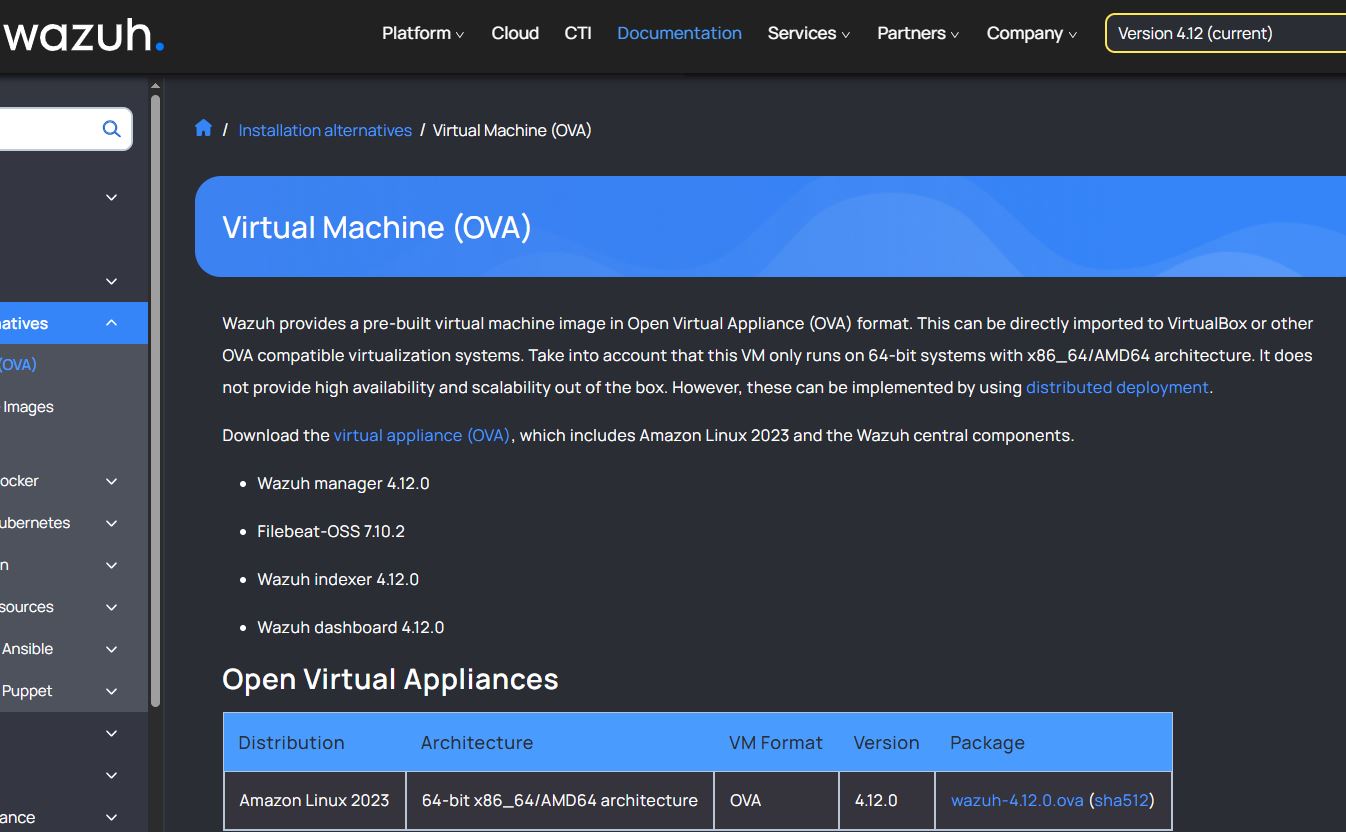 wazuh.
Platform
Cloud
CTI
Documentation
Services
Partners
Company
Version 4.12 (current)
/ Installation alternatives / Virtual Machine (OVA)
natives
(OVA)
Images
ocker
ubernetes
n
sources
Ansible
Puppet
ance
Virtual Machine (OVA)
Wazuh provides a pre-built virtual machine image in Open Virtual Appliance (OVA) format. This can be directly imported to VirtualBox or other
OVA compatible virtualization systems. Take into account that this VM only runs on 64-bit systems with x86_64/AMD64 architecture. It does
not provide high availability and scalability out of the box. However, these can be implemented by using distributed deployment.
Download the virtual appliance (OVA), which includes Amazon Linux 2023 and the Wazuh central components.
• Wazuh manager 4.12.0
• Filebeat-OSS 7.10.2
• Wazuh indexer 4.12.0
• Wazuh dashboard 4.12.0
Open Virtual Appliances
Distribution Architecture VM Format Version Package
Amazon Linux 2023 64-bit x86_64/AMD64 architecture OVA 4.12.0 wazuh-4.12.0.ova (sha512)